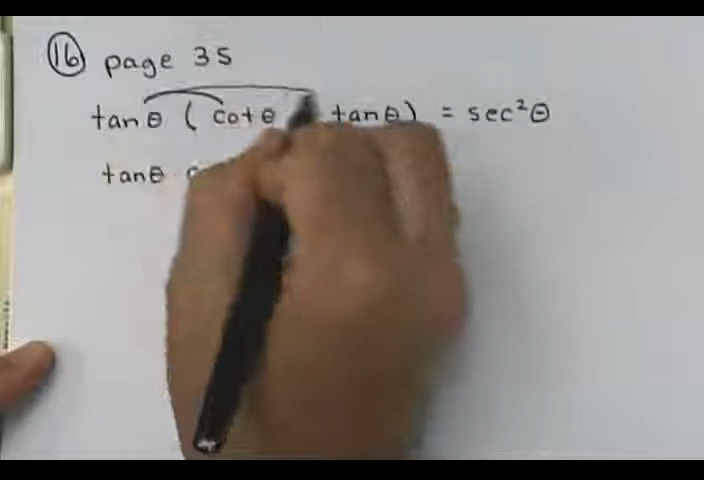 16 page 35
tanθ ( cotθ tanθ) = sec²θ
tanθ